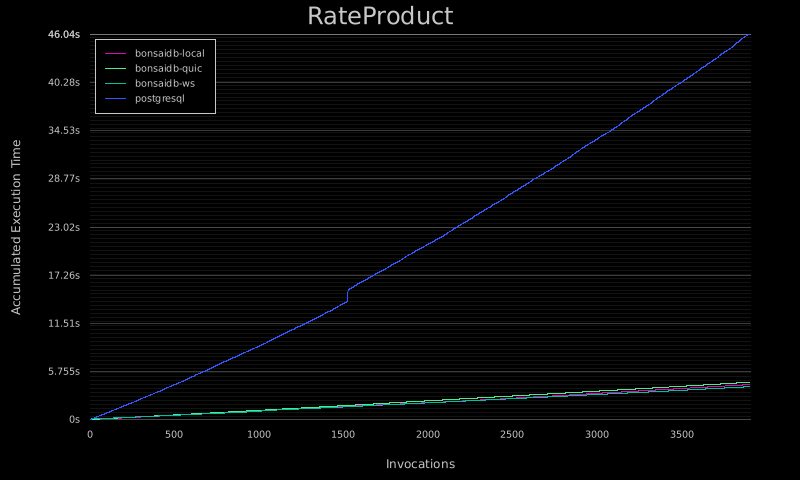 RateProduct
46.04s
40.28s
34.53s
28.77s
23.02s
17.26s
11.51s
5.755s
0s
bonsaidb-local
bonsaidb-quic
bonsaidb-ws
postgresql
Accumulated Execution Time
0 500 1000 1500 2000 2500 3000 3500
Invocations